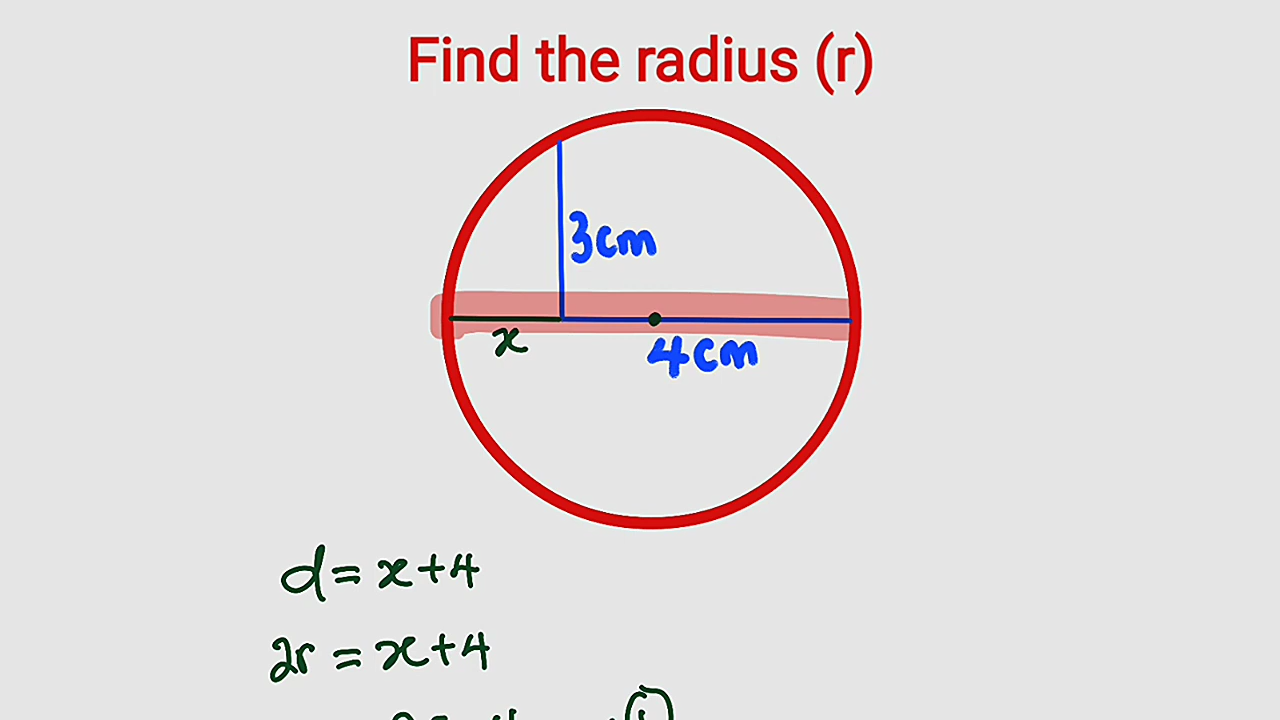 Find the radius (r)
3cm
x
4cm
d = x + 4
2r = x + 4